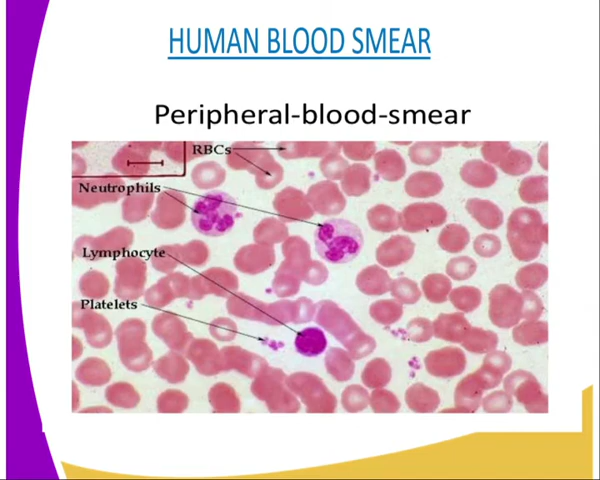 HUMAN BLOOD SMEAR
Peripheral-blood-smear
RBCs
Neutrophils
Lymphocyte
Platelets